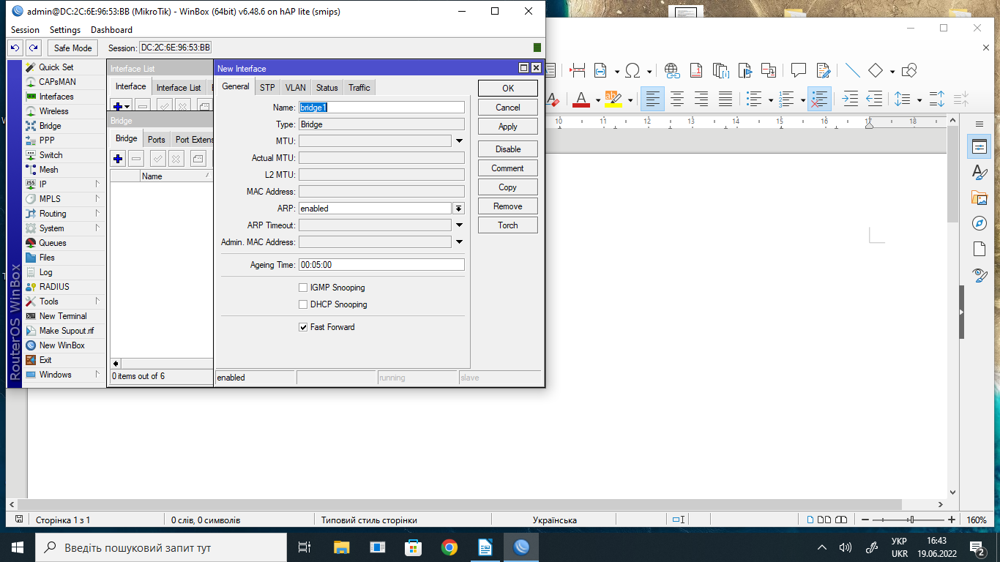 admin@DC:2C:6E:96:53:BB (MikroTik) - WinBox (64bit) v6.48.6 on hAP lite (smips)
Session Settings Dashboard
Safe Mode Session: DC:2C:6E:96:53:BB
Quick Set
CAPsMAN
Interfaces
Wireless
Bridge
PPP
Switch
Mesh
IP
MPLS
Routing
System
Queues
Files
Log
RADIUS
Tools
New Terminal
Make Supout.rif
New WinBox
Exit
Windows
RouterOS WinBox
Interface List
Interface Interface List
Bridge
Bridge Ports Port Extens
Name
0 items out of 6
New Interface
General STP VLAN Status Traffic
Name: bridge1
Type: Bridge
MTU:
Actual MTU:
L2 MTU:
MAC Address:
ARP: enabled
ARP Timeout:
Admin. MAC Address:
Ageing Time: 00:05:00
IGMP Snooping
DHCP Snooping
Fast Forward
enabled running slave
OK
Cancel
Apply
Disable
Comment
Copy
Remove
Torch
10 11 12 13 14 15 16 17 18
Сторінка 1 з 1 0 слів, 0 символів Типовий стиль сторінки Українська 160%
Введіть пошуковий запит тут
УКР 16:43
UKR 19.06.2022
2